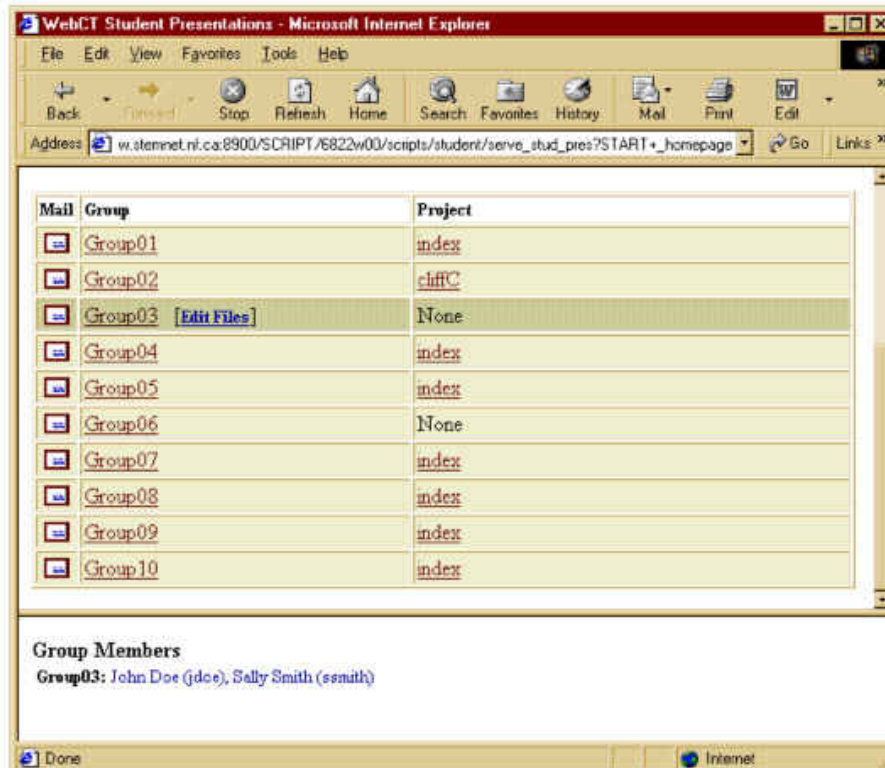 WebCT Student Presentations - Microsoft Internet Explorer
File Edit View Favorites Tools Help
Back Forward Stop Refresh Home Search Favorites History Mail Print Edit
Address w.stemnet.nf.ca:8900/SCRIPT/6822w00/scripts/student/serve_stud_pres?START+_homepage Go Links »
Mail Group Project
Group01 index
Group02 cliffC
Group03 [Edit Files] None
Group04 index
Group05 index
Group06 None
Group07 index
Group08 index
Group09 index
Group10 index
Group Members
Group03: John Doe (jdoe), Sally Smith (ssmith)
Done Internet